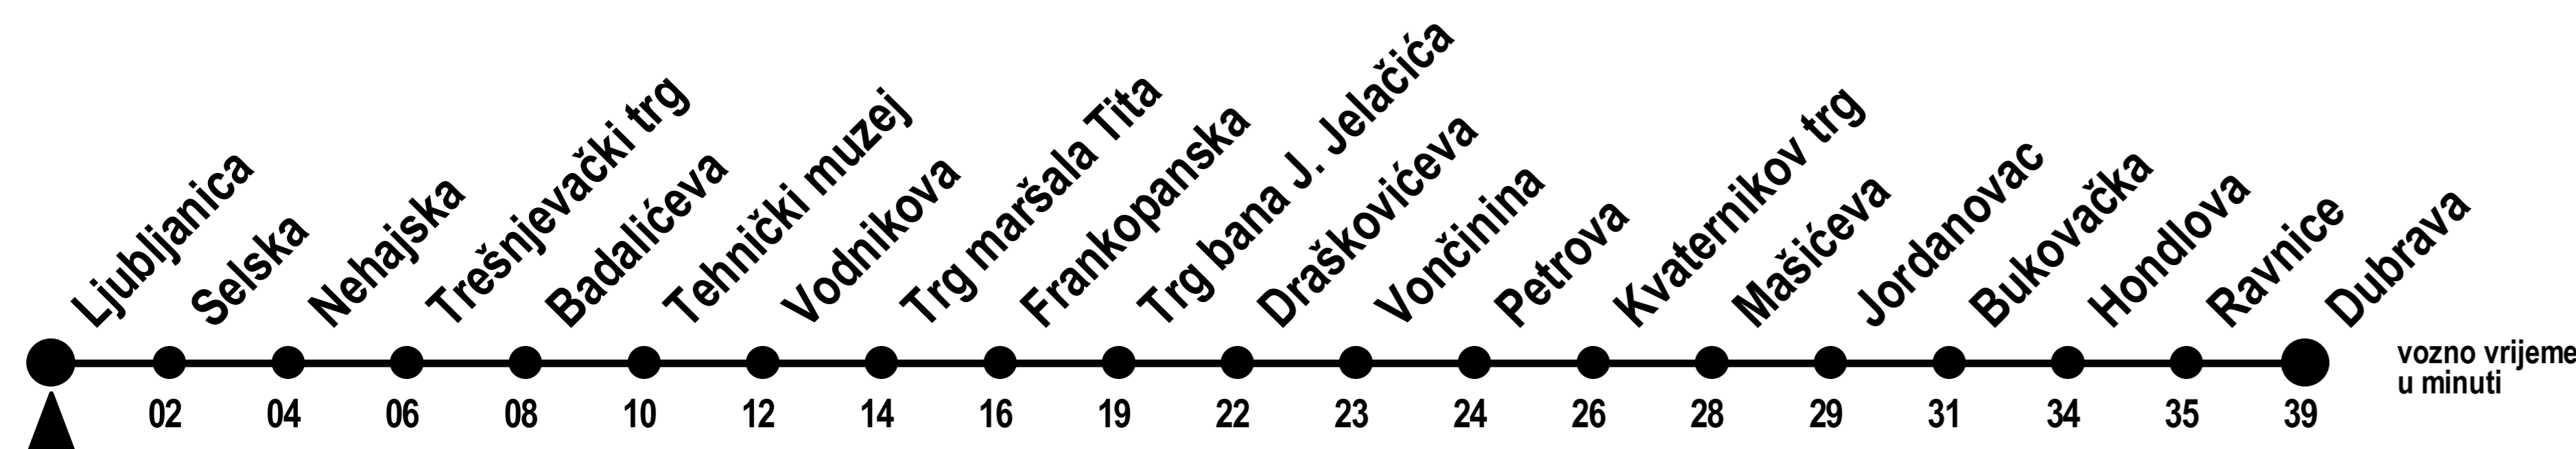 Ljubljanica
Selska
Nehajska
Trešnjevački trg
Badalićeva
Tehnički muzej
Vodnikova
Trg maršala Tita
Frankopanska
Trg bana J. Jelačića
Draškovićeva
Vončinina
Petrova
Kvaternikov trg
Mašićeva
Jordanovac
Bukovačka
Hondlova
Ravnice
Dubrava
vozno vrijeme
u minuti
02 04 06 08 10 12 14 16 19 22 23 24 26 28 29 31 34 35 39